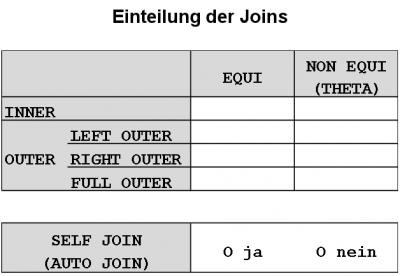 Einteilung der Joins
EQUI
NON EQUI
(THETA)
INNER
OUTER
LEFT OUTER
RIGHT OUTER
FULL OUTER
SELF JOIN
(AUTO JOIN)
O ja
O nein